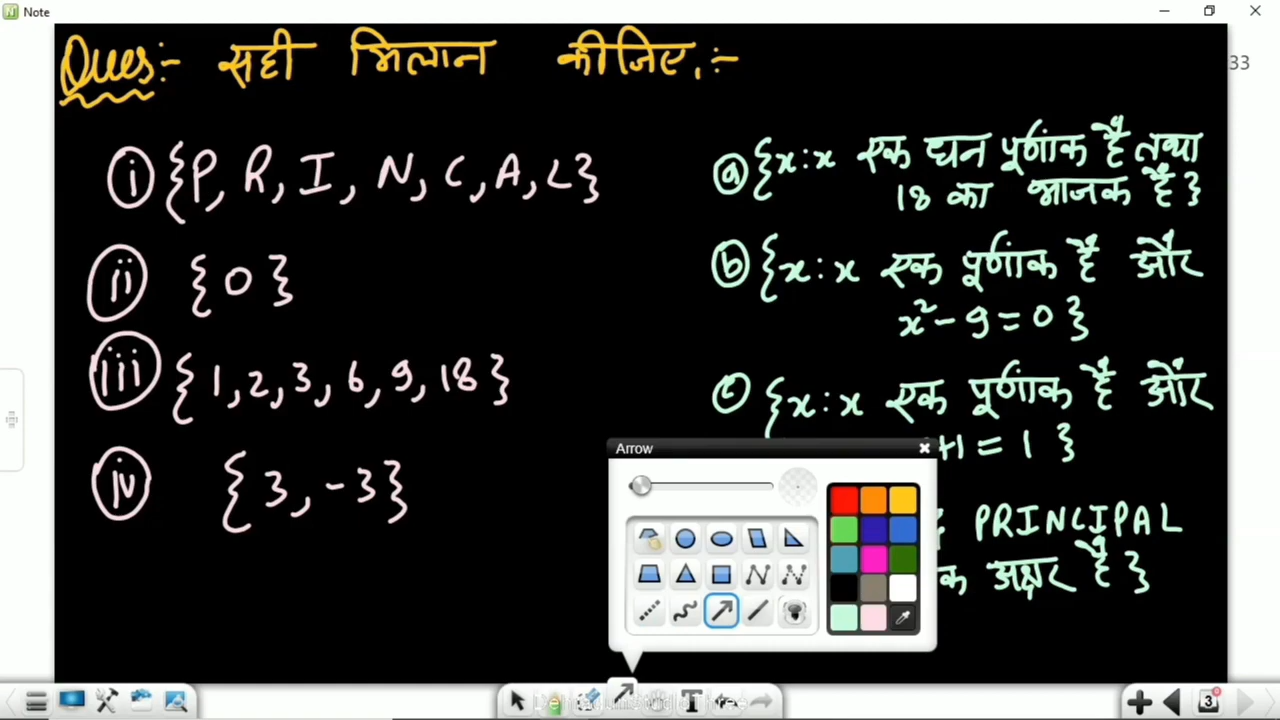 Note
Ques:- सही मिलान कीजिए:-
33
(i) {P, R, I, N, C, A, L}
(ii) {0}
(iii) {1, 2, 3, 6, 9, 18}
(iv) {3, -3}
(a) {x : x एक धन पूर्णांक है तथा
18 का भाजक है}
(b) {x : x एक पूर्णांक है और
x² - 9 = 0}
(c) {x : x एक पूर्णांक है और
+1 = 1}
PRINCIPAL
क अक्षर है}
Arrow
3